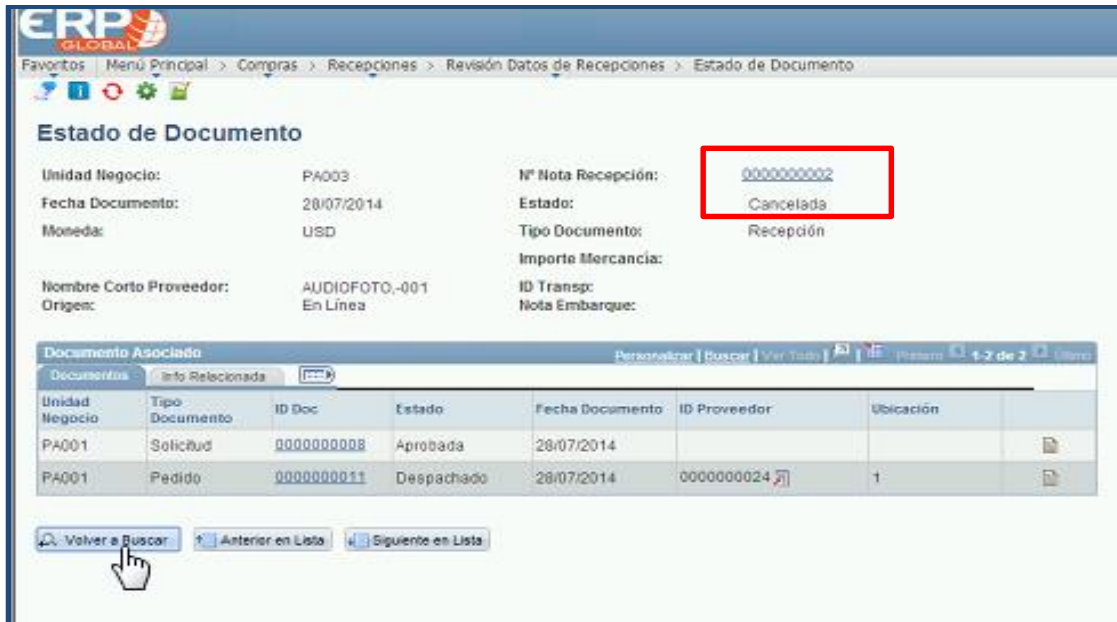 ERP
GLOBAL
Favoritos Menú Principal > Compras > Recepciones > Revisión Datos de Recepciones > Estado de Documento
Estado de Documento
Unidad Negocio: PA003 Nº Nota Recepción: 0000000002
Fecha Documento: 28/07/2014 Estado: Cancelada
Moneda: USD Tipo Documento: Recepción
Importe Mercancía:
Nombre Corto Proveedor: AUDIOFOTO,-001 ID Transp:
Origen: En Línea Nota Embarque:
Documento Asociado Personalizar | Buscar | Ver Todo | Primero 1-2 de 2 Último
Documentos Info Relacionada
Unidad Negocio Tipo Documento ID Doc Estado Fecha Documento ID Proveedor Ubicación
PA001 Solicitud 0000000008 Aprobada 28/07/2014
PA001 Pedido 0000000011 Despachado 28/07/2014 0000000024 1
Volver a Buscar Anterior en Lista Siguiente en Lista